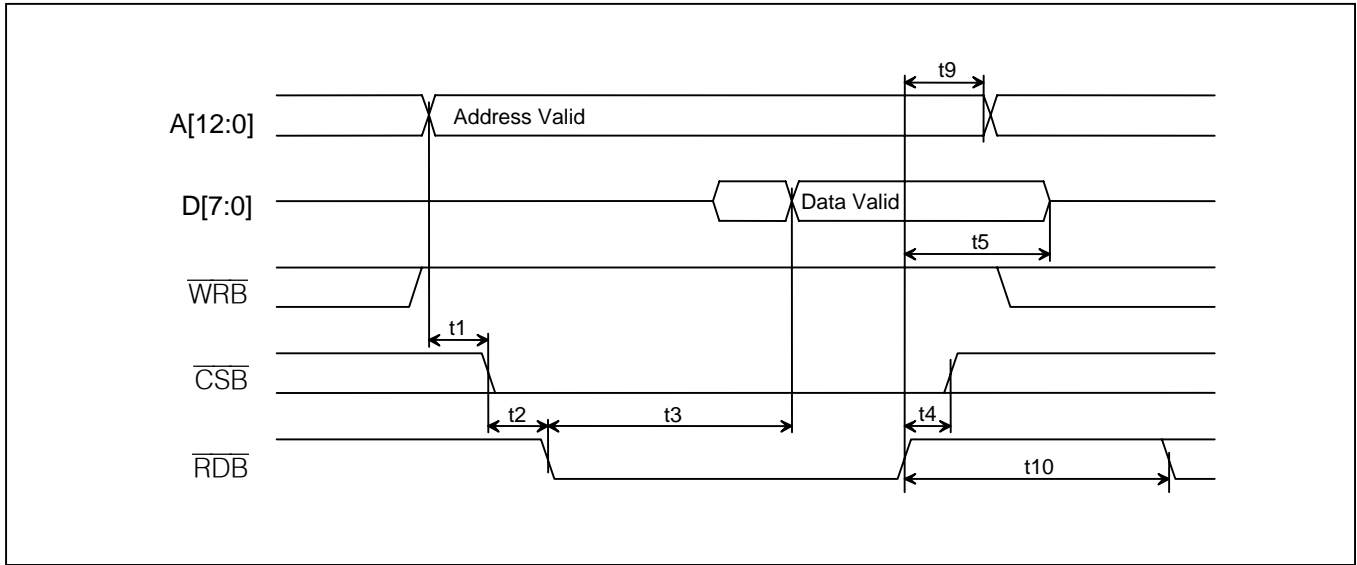 t9
A[12:0]
Address Valid
D[7:0]
Data Valid
t5
WRB
t1
CSB
t2
t3
t4
RDB
t10